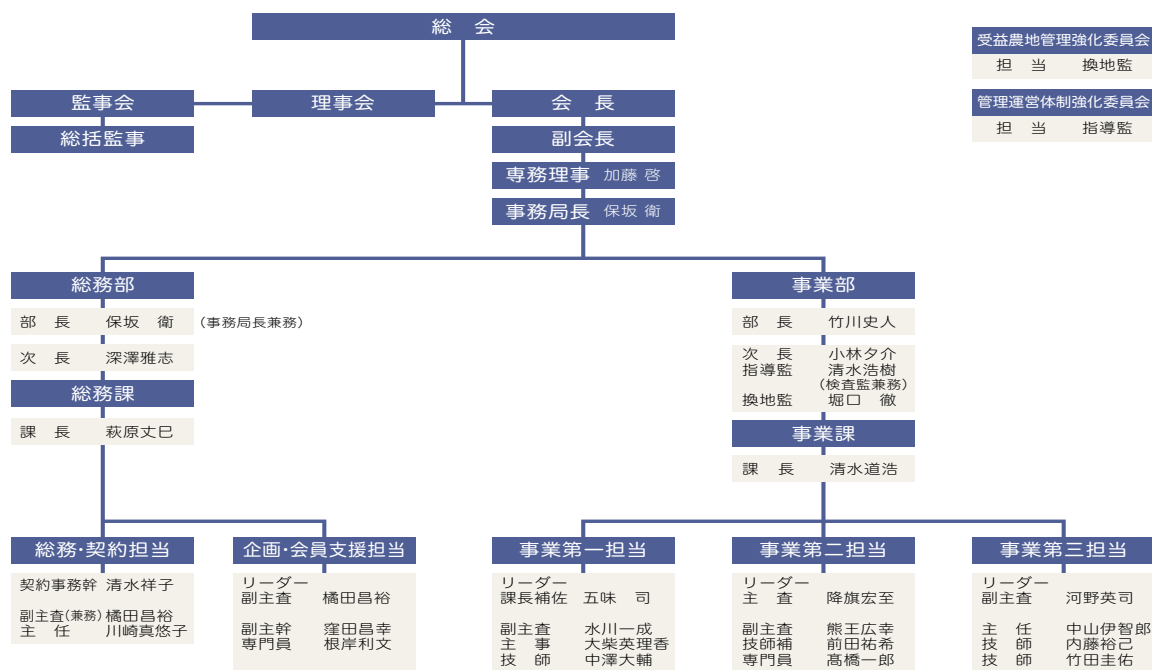 総　会
受益農地管理強化委員会
担　当　　換地監
管理運営体制強化委員会
担　当　　指導監
監事会
理事会
会　長
総括監事
副会長
専務理事 加藤 啓
事務局長 保坂 衛
総務部
部　長　　保坂　衛 (事務局長兼務)
次　長　　深澤雅志
総務課
課　長　　萩原丈巳
事業部
部　長　　竹川史人
次　長　　小林夕介
指導監　　清水浩樹
(検査監兼務)
換地監　　堀口　徹
事業課
課　長　　清水道浩
総務・契約担当
契約事務幹 清水祥子
副主査(兼務) 橘田昌裕
主　任　　川崎真悠子
企画・会員支援担当
リーダー
副主査　　橘田昌裕
副主幹　　窪田昌幸
専門員　　根岸利文
事業第一担当
リーダー
課長補佐　五味　司
副主査　　水川一成
主　事　　大柴英理香
技　師　　中澤大輔
事業第二担当
リーダー
主　査　　降旗宏至
副主査　　熊王広幸
技師補　　前田祐希
専門員　　髙橋一郎
事業第三担当
リーダー
副主査　　河野英司
主　任　　中山伊智郎
技　師　　内藤裕己
技　師　　竹田圭佑